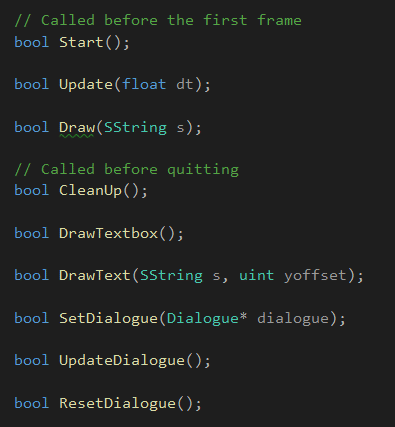 // Called before the first frame
bool Start();
bool Update(float dt);
bool Draw(SString s);
// Called before quitting
bool CleanUp();
bool DrawTextbox();
bool DrawText(SString s, uint yoffset);
bool SetDialogue(Dialogue* dialogue);
bool UpdateDialogue();
bool ResetDialogue();